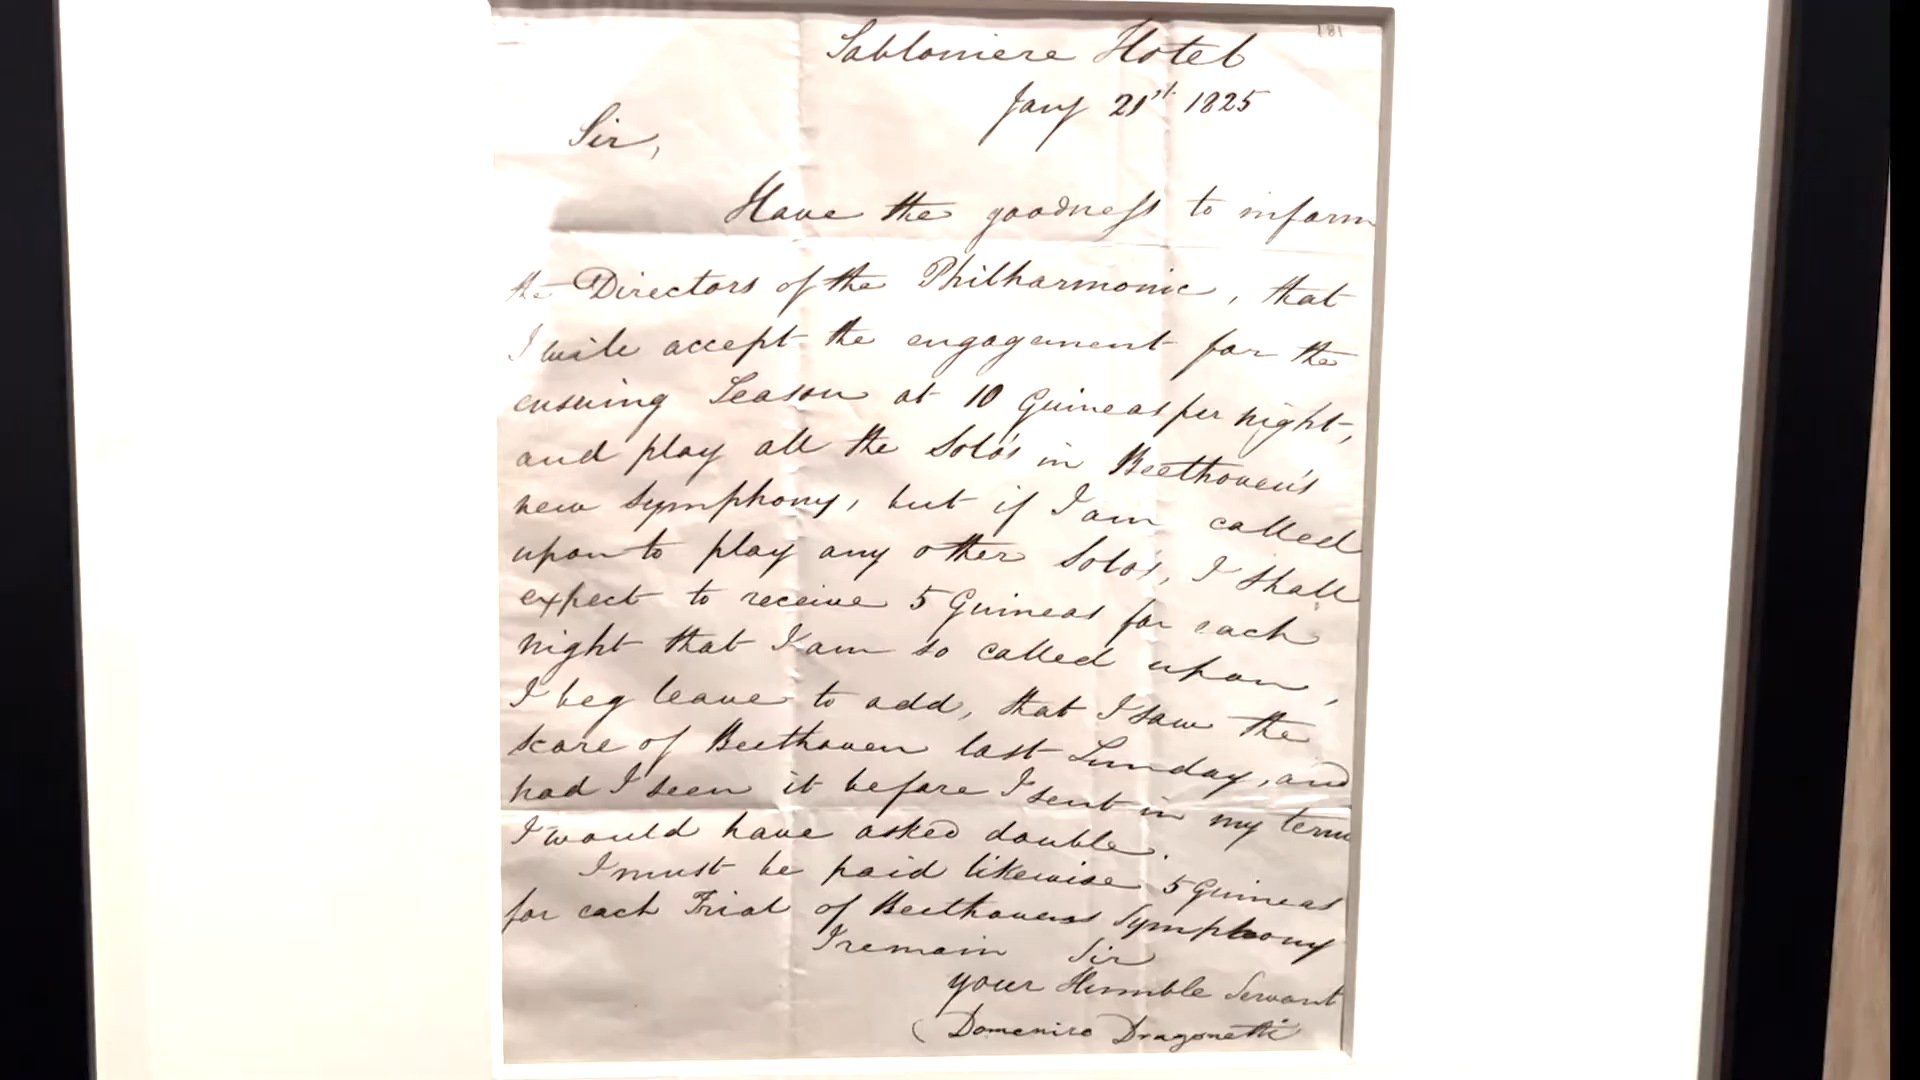 181
Sabloniere Hotel
Jany 21st 1825
Sir,
Have the goodness to inform
the Directors of the Philharmonic, that
I will accept the engagement for the
ensuing Season at 10 Guineas per night,
and play all the Solo's in Beethoven's
new symphony, but if I am called
upon to play any other Solo's, I shall
expect to receive 5 Guineas for each
night that I am so called upon,
I beg leave to add, that I saw the
score of Beethoven last Sunday, and
had I seen it before I sent in my terms
I would have asked double.
I must be paid likewise 5 Guineas
for each Trial of Beethovens Symphony
I remain Sir
your Humble Servant
Domenico Dragonetti